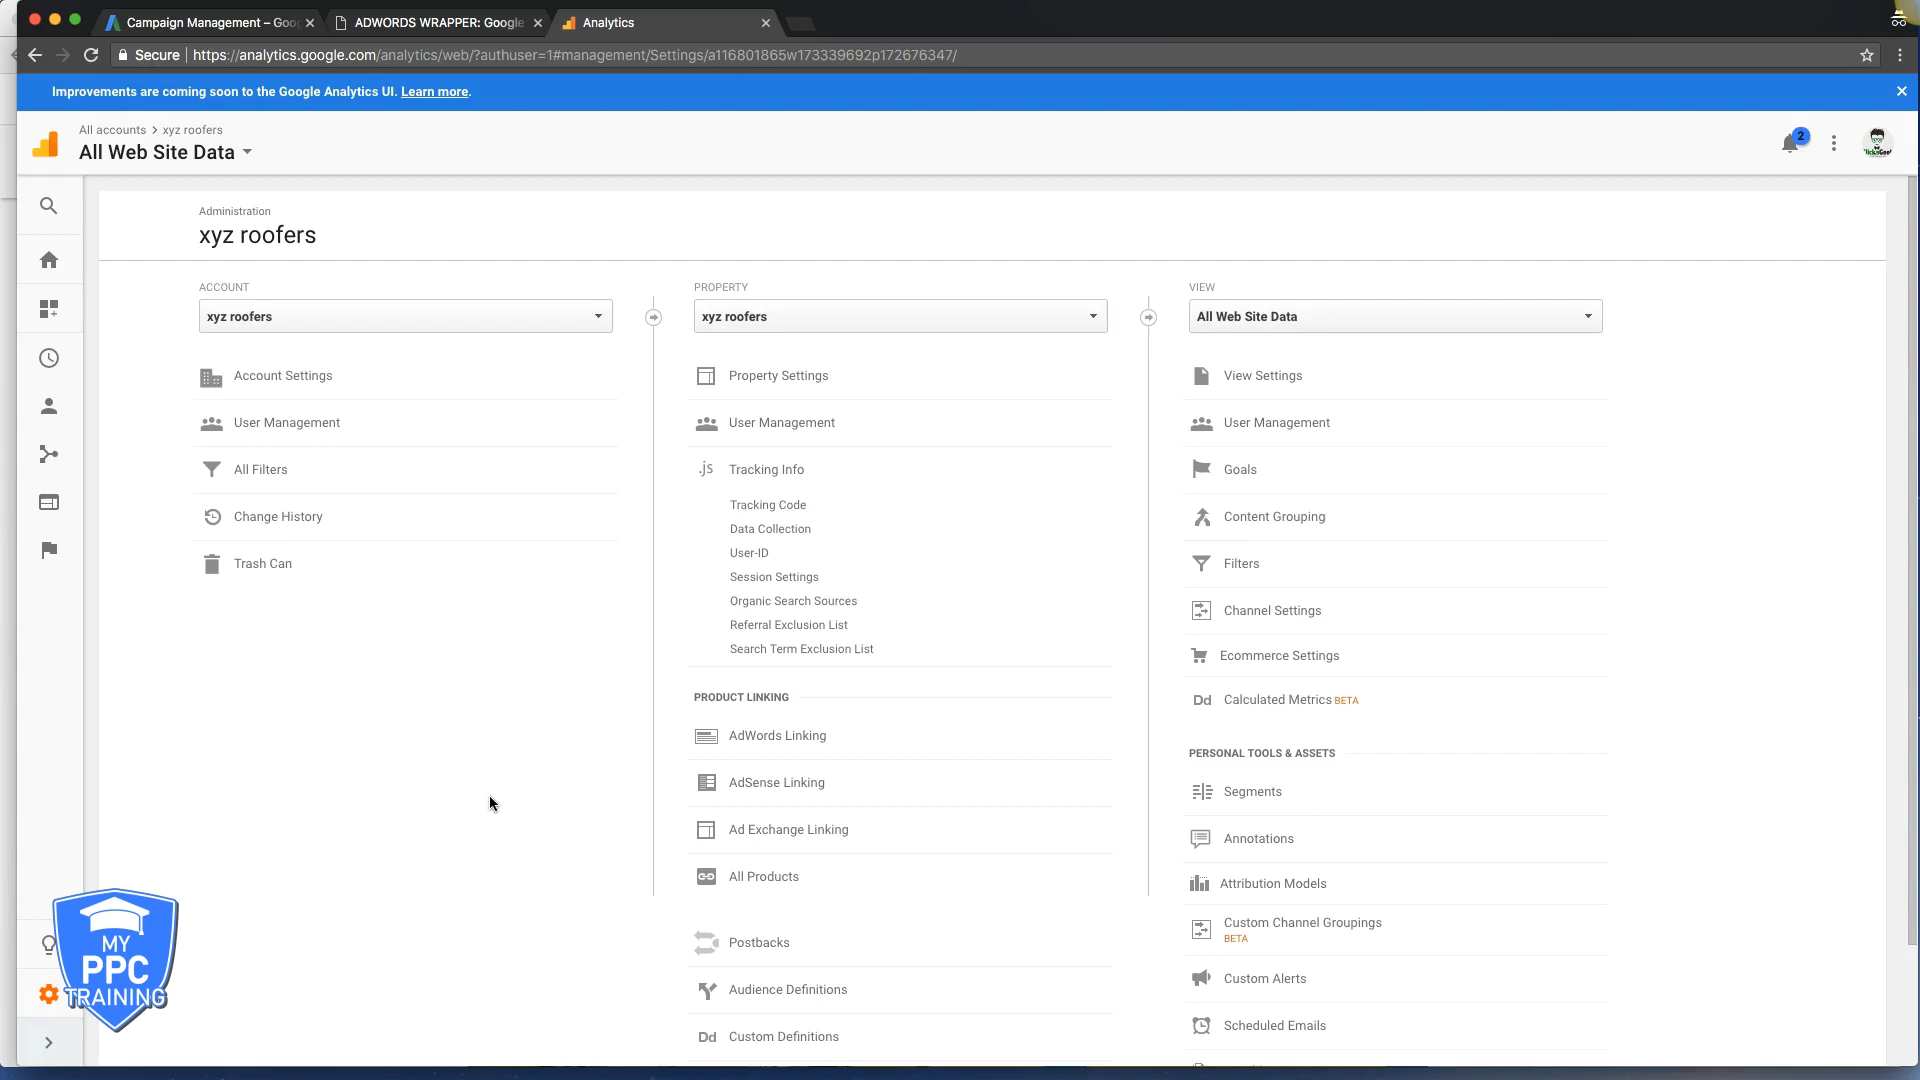 Campaign Management – Goo
ADWORDS WRAPPER: Google
Analytics
Secure
https://analytics.google.com/analytics/web/?authuser=1#management/Settings/a116801865w173339692p172676347/
Improvements are coming soon to the Google Analytics UI. Learn more.
All accounts > xyz roofers
All Web Site Data
2
Administration
xyz roofers
ACCOUNT
xyz roofers
Account Settings
User Management
All Filters
Change History
Trash Can
PROPERTY
xyz roofers
Property Settings
User Management
.js Tracking Info
Tracking Code
Data Collection
User-ID
Session Settings
Organic Search Sources
Referral Exclusion List
Search Term Exclusion List
PRODUCT LINKING
AdWords Linking
AdSense Linking
Ad Exchange Linking
All Products
Postbacks
Audience Definitions
Dd Custom Definitions
VIEW
All Web Site Data
View Settings
User Management
Goals
Content Grouping
Filters
Channel Settings
Ecommerce Settings
Dd Calculated Metrics BETA
PERSONAL TOOLS & ASSETS
Segments
Annotations
Attribution Models
Custom Channel Groupings
BETA
Custom Alerts
Scheduled Emails
MY
PPC
TRAINING